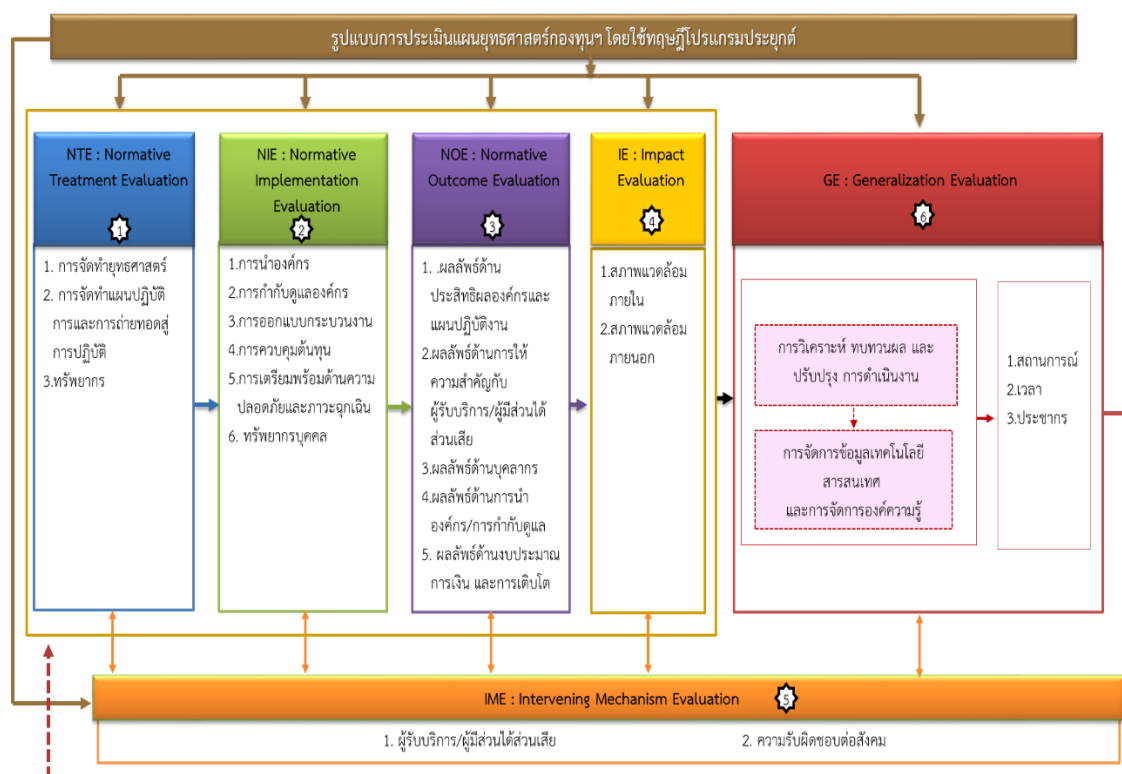 รูปแบบการประเมินแผนยุทธศาสตร์กองทุนฯ โดยใช้ทฤษฎีโปรแกรมประยุกต์
NTE : Normative
Treatment Evaluation
1
1. การจัดทำยุทธศาสตร์
2. การจัดทำแผนปฏิบัติ
การและการถ่ายทอดสู่
การปฏิบัติ
3.ทรัพยากร
NIE : Normative
Implementation
Evaluation
2
1.การนำองค์กร
2.การกำกับดูแลองค์กร
3.การออกแบบกระบวนงาน
4.การควบคุมต้นทุน
5.การเตรียมพร้อมด้านความ
ปลอดภัยและภาวะฉุกเฉิน
6. ทรัพยากรบุคคล
NOE : Normative
Outcome Evaluation
3
1. .ผลลัพธ์ด้าน
ประสิทธิผลองค์กรและ
แผนปฏิบัติงาน
2.ผลลัพธ์ด้านการให้
ความสำคัญกับ
ผู้รับบริการ/ผู้มีส่วนได้
ส่วนเสีย
3.ผลลัพธ์ด้านบุคลากร
4.ผลลัพธ์ด้านการนำ
องค์กร/การกำกับดูแล
5. ผลลัพธ์ด้านงบประมาณ
การเงิน และการเติบโต
IE : Impact
Evaluation
4
1.สภาพแวดล้อม
ภายใน
2.สภาพแวดล้อม
ภายนอก
GE : Generalization Evaluation
6
การวิเคราะห์ ทบทวนผล และ
ปรับปรุง การดำเนินงาน
การจัดการข้อมูลเทคโนโลยี
สารสนเทศ
และการจัดการองค์ความรู้
1.สถานการณ์
2.เวลา
3.ประชากร
IME : Intervening Mechanism Evaluation
5
1. ผู้รับบริการ/ผู้มีส่วนได้ส่วนเสีย
2. ความรับผิดชอบต่อสังคม